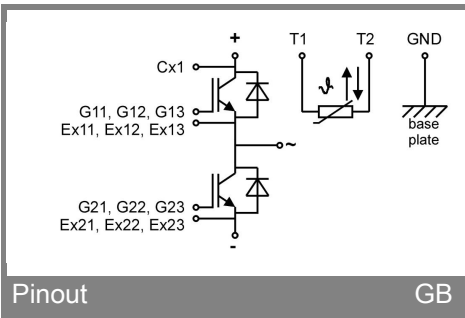 +
T1 T2 GND
Cx1
ϑ
G11, G12, G13
Ex11, Ex12, Ex13
base
plate
~
G21, G22, G23
Ex21, Ex22, Ex23
-
Pinout GB